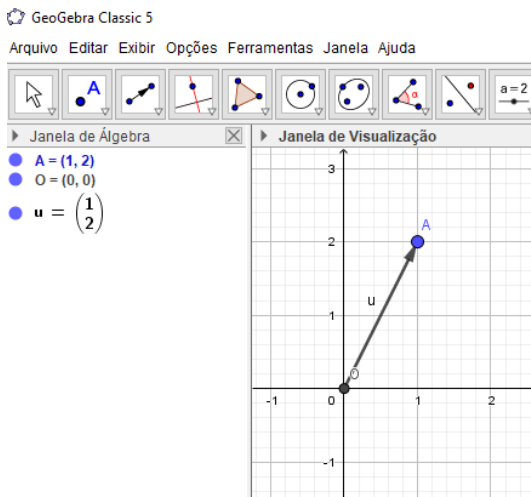 GeoGebra Classic 5
Arquivo Editar Exibir Opções Ferramentas Janela Ajuda
A
α
a=2
Janela de Álgebra
Janela de Visualização
A = (1, 2)
O = (0, 0)
u = (1
2)
3
A
2
u
1
O
-1 0 1 2
-1